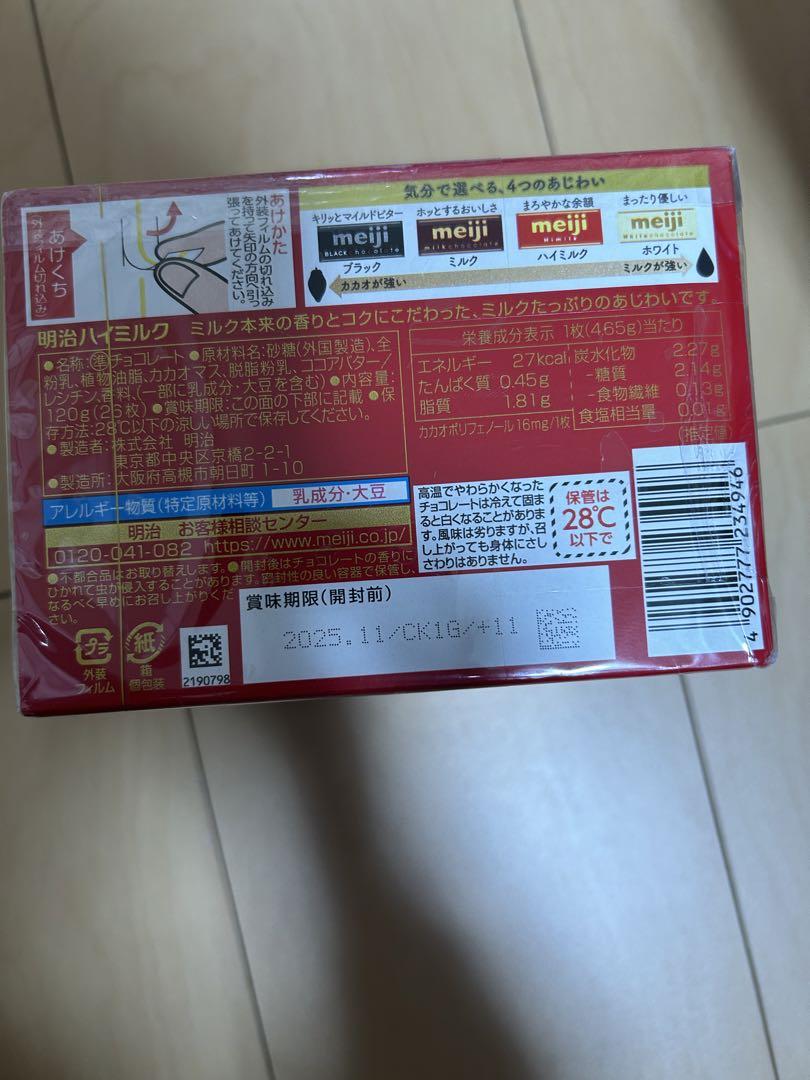 あけくち
外装フィルム切れ込み
あけかた
外装フィルムの切れ込み
を持って矢印の方向へ引っ
張ってあけてください。
気分で選べる、4つのあじわい
キリッとマイルドビター
ホッとするおいしさ
まろやかな余韻
まったり優しい
meiji
BLACK chocolate
meiji
milk chocolate
meiji
Himilk
meiji
White chocolate
ブラック
ミルク
ハイミルク
ホワイト
カカオが強い
ミルクが強い
明治ハイミルク ミルク本来の香りとコクにこだわった、ミルクたっぷりのあじわいです。
●名称:準チョコレート ●原材料名:砂糖(外国製造)、全
粉乳、植物油脂、カカオマス、脱脂粉乳、ココアバター/
レシチン、香料、(一部に乳成分・大豆を含む) ●内容量:
120g(26枚) ●賞味期限:この面の下部に記載 ●保
存方法:28℃以下の涼しい場所で保存してください。
●製造者:株式会社 明治
東京都中央区京橋2-2-1
●製造所:大阪府高槻市朝日町1-10
栄養成分表示 1枚(4.65g)当たり
エネルギー 27kcal
たんぱく質 0.45g
脂質 1.81g
炭水化物 2.27g
-糖質 2.14g
-食物繊維 0.13g
食塩相当量 0.01g
カカオポリフェノール 16mg/1枚
(推定値)
アレルギー物質(特定原材料等) 乳成分・大豆
明治 お客様相談センター
0120-041-082 https://www.meiji.co.jp/
●不都合品はお取り替えします。●開封後はチョコレートの香りに
ひかれて虫が侵入することがあります。密封性の良い容器で保管し、
なるべく早めにお召し上がりくだ
さい。
高温でやわらかくなった
チョコレートは冷えて固ま
ると白くなることがありま
す。風味は劣りますが、召
し上がっても身体にさし
さわりはありません。
保管は
28℃
以下で
プラ
外装
フィルム
紙
箱
個包装
2190798
賞味期限(開封前)
2025.11/CK1G/+11
4 902777 234946